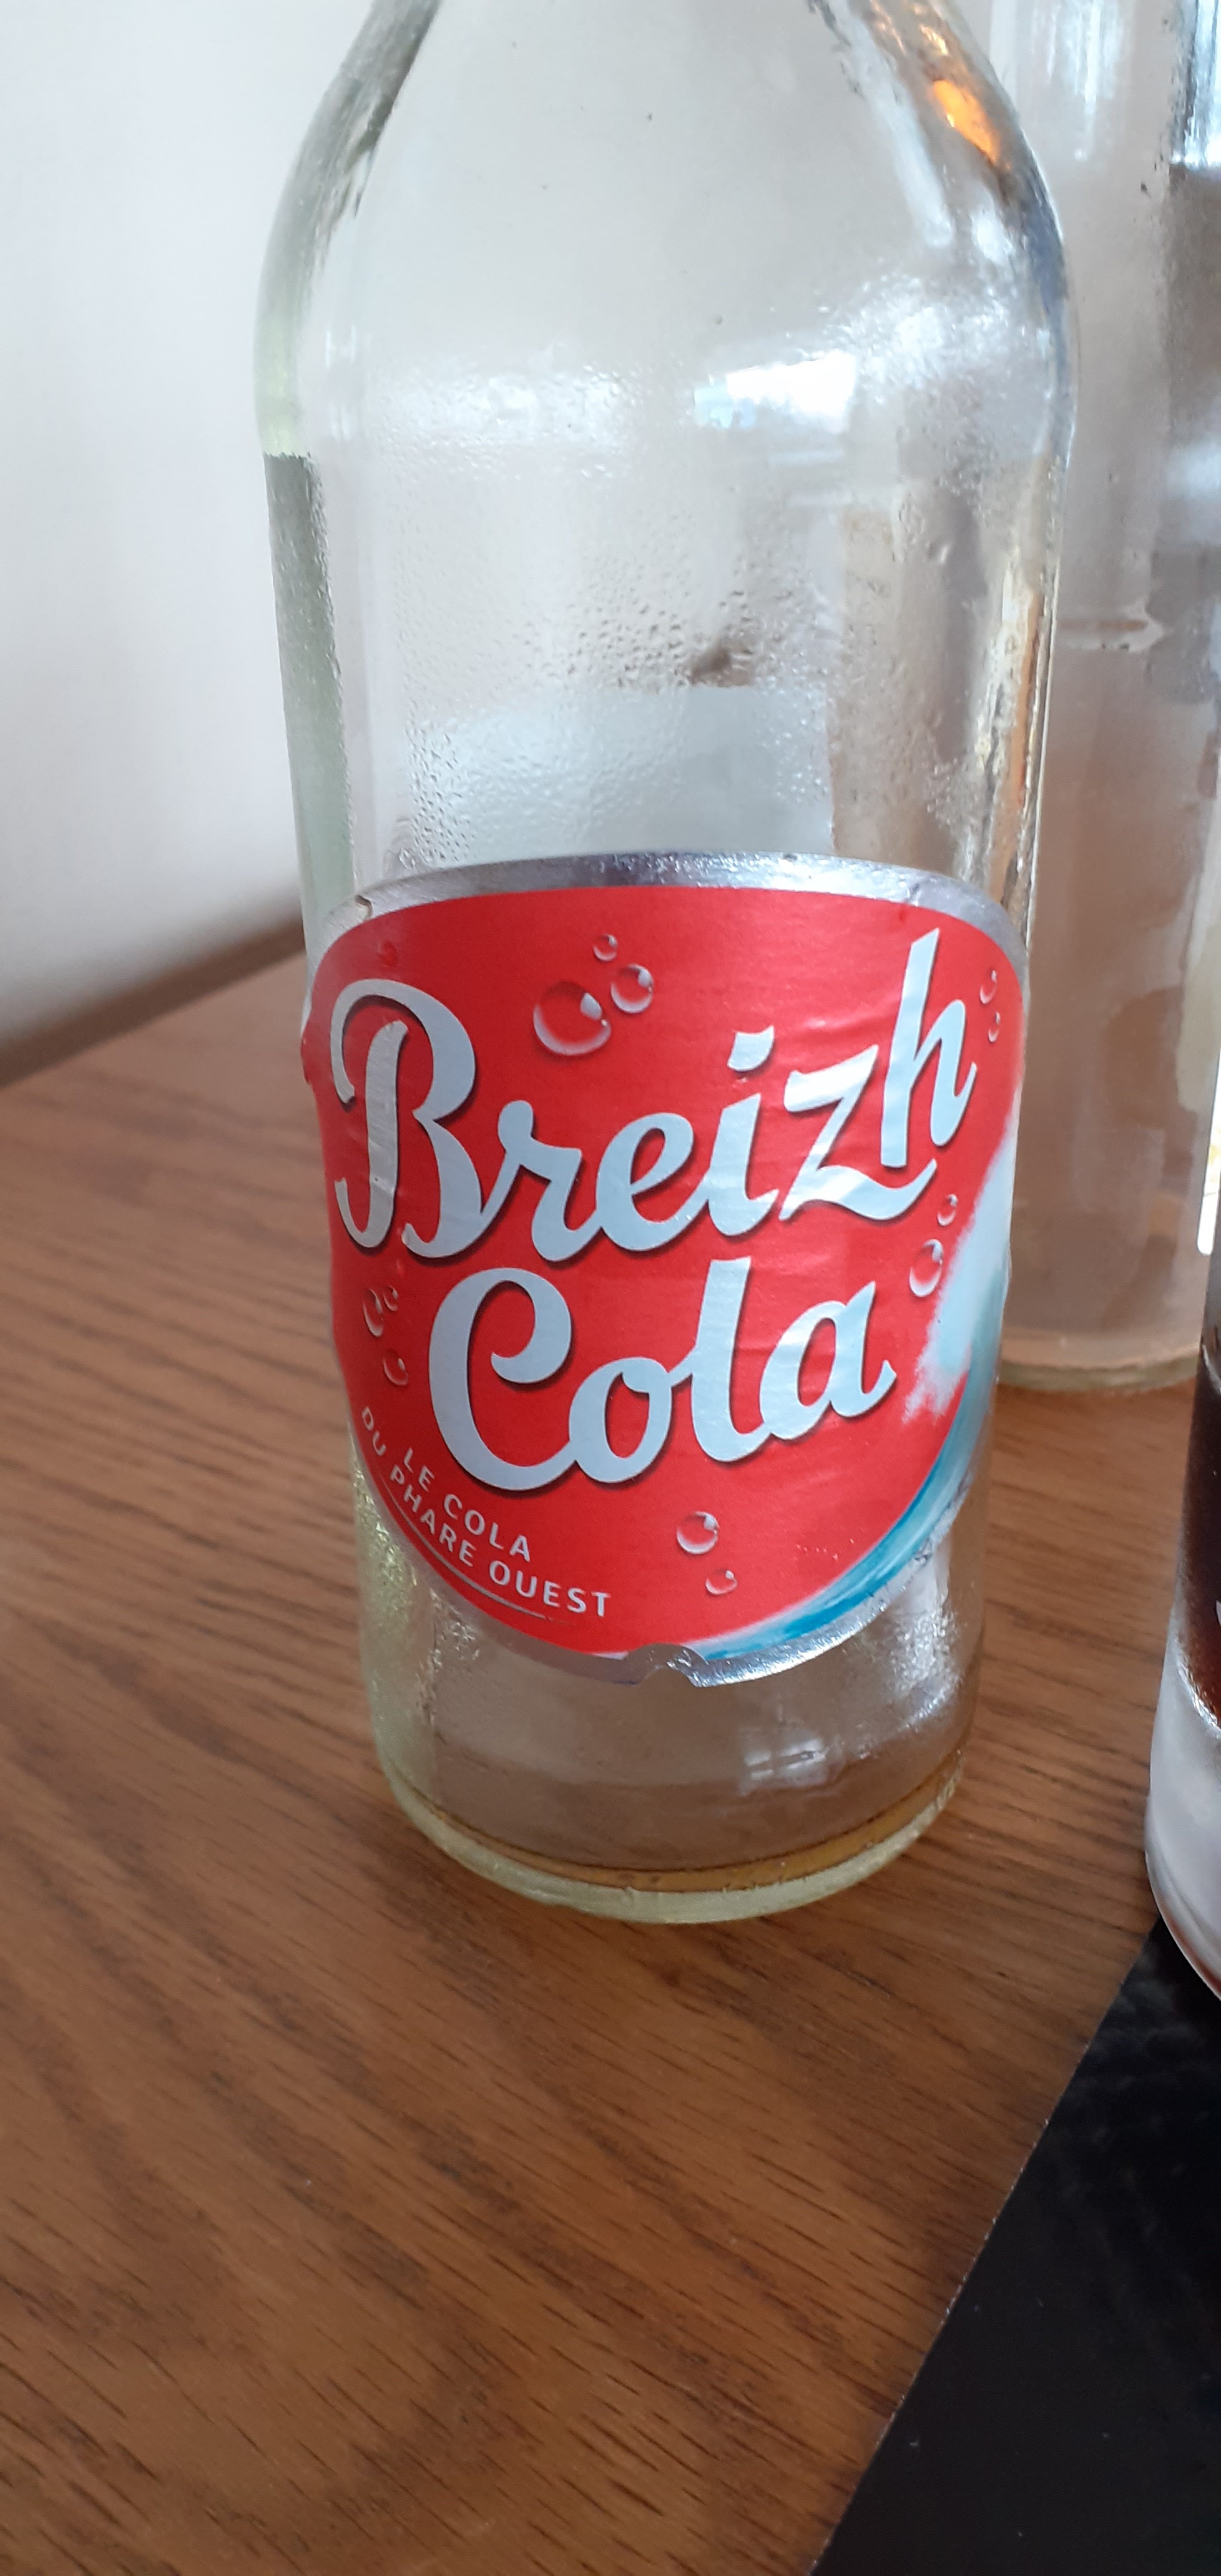 Breizh
Cola
LE COLA
DU PHARE OUEST